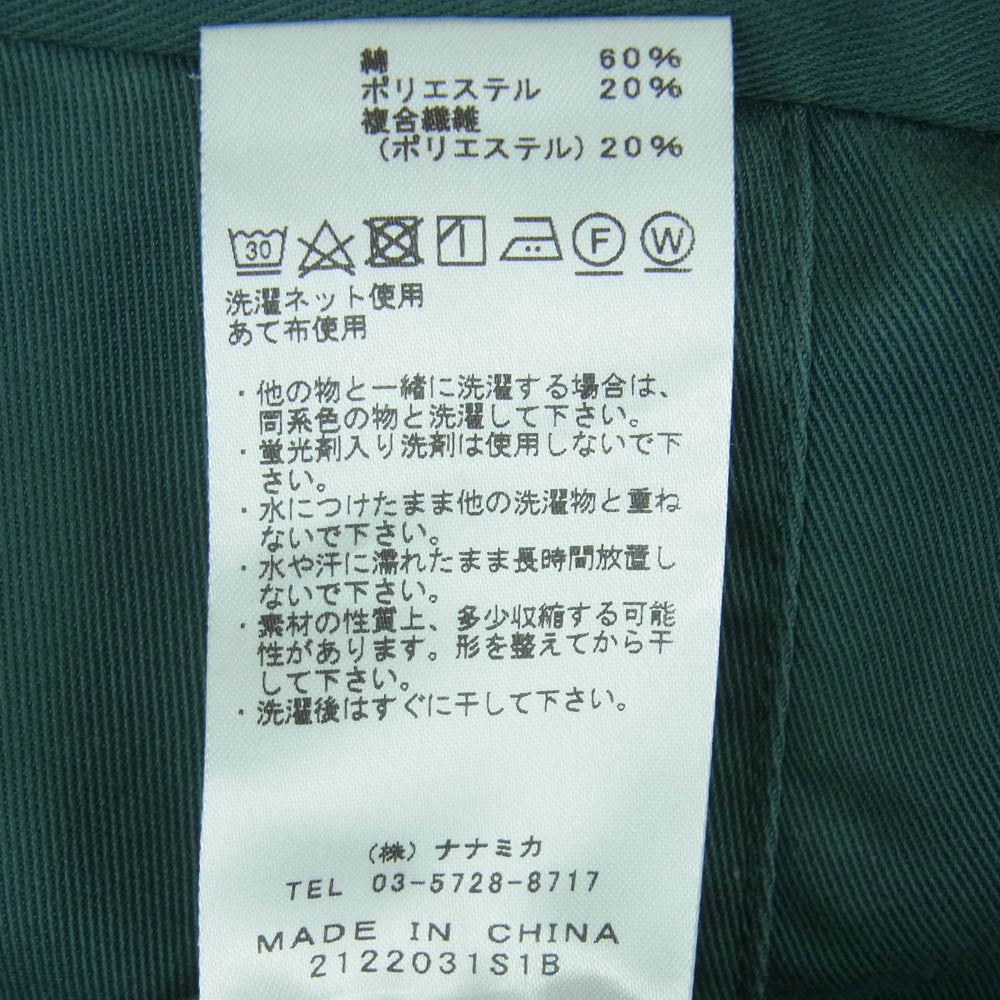 綿 60%
ポリエステル 20%
複合繊維
(ポリエステル) 20%
30 F W
洗濯ネット使用
あて布使用
・他の物と一緒に洗濯する場合は、
同系色の物と洗濯して下さい。
・蛍光剤入り洗剤は使用しないで下
さい。
・水につけたまま他の洗濯物と重ね
ないで下さい。
・水や汗に濡れたまま長時間放置し
ないで下さい。
・素材の性質上、多少収縮する可能
性があります。形を整えてから干
して下さい。
・洗濯後はすぐに干して下さい。
(株) ナナミカ
TEL 03-5728-8717
MADE IN CHINA
2122031S1B